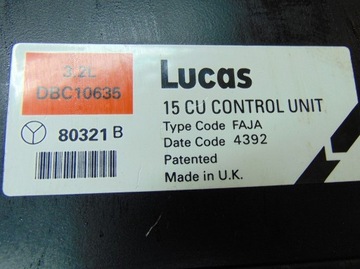 3.2L
DBC10635
80321 B
Lucas
15 CU CONTROL UNIT
Type Code FAJA
Date Code 4392
Patented
Made in U.K.